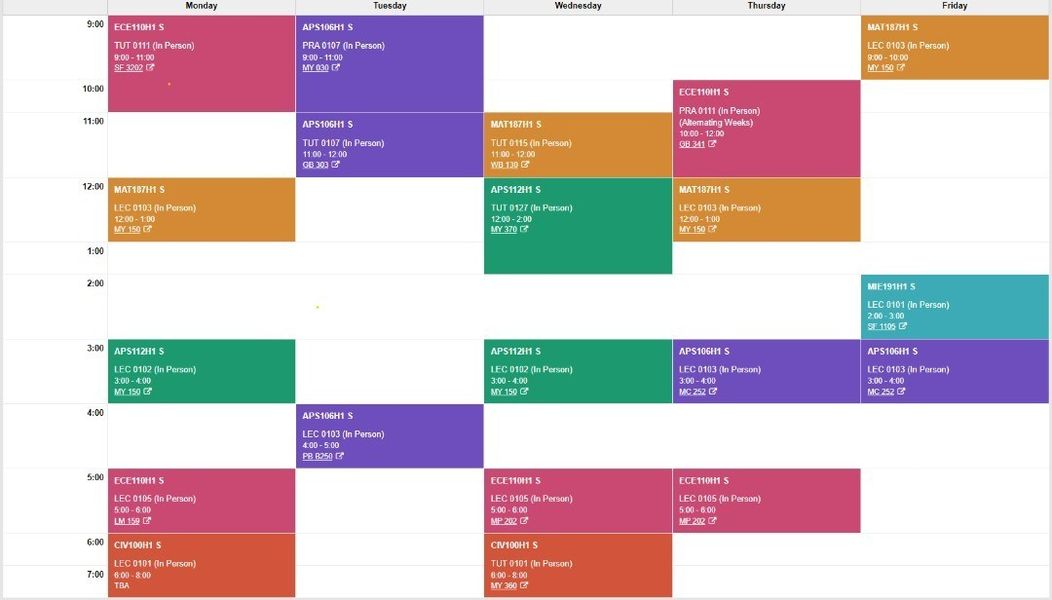 Monday Tuesday Wednesday Thursday Friday
9:00
10:00
11:00
12:00
1:00
2:00
3:00
4:00
5:00
6:00
7:00
ECE110H1 S
TUT 0111 (In Person)
9:00 - 11:00
SF 3202
MAT187H1 S
LEC 0103 (In Person)
12:00 - 1:00
MY 150
APS112H1 S
LEC 0102 (In Person)
3:00 - 4:00
MY 150
ECE110H1 S
LEC 0105 (In Person)
5:00 - 6:00
LM 159
CIV100H1 S
LEC 0101 (In Person)
6:00 - 8:00
TBA
APS106H1 S
PRA 0107 (In Person)
9:00 - 11:00
MY 030
APS106H1 S
TUT 0107 (In Person)
11:00 - 12:00
GB 303
APS106H1 S
LEC 0103 (In Person)
4:00 - 5:00
PB B250
MAT187H1 S
TUT 0115 (In Person)
11:00 - 12:00
WB 130
APS112H1 S
TUT 0127 (In Person)
12:00 - 2:00
MY 370
APS112H1 S
LEC 0102 (In Person)
3:00 - 4:00
MY 150
ECE110H1 S
LEC 0105 (In Person)
5:00 - 6:00
MP 202
CIV100H1 S
TUT 0101 (In Person)
6:00 - 8:00
MY 360
ECE110H1 S
PRA 0111 (In Person)
(Alternating Weeks)
10:00 - 12:00
GB 341
MAT187H1 S
LEC 0103 (In Person)
12:00 - 1:00
MY 150
APS106H1 S
LEC 0103 (In Person)
3:00 - 4:00
MC 252
ECE110H1 S
LEC 0105 (In Person)
5:00 - 6:00
MP 202
MAT187H1 S
LEC 0103 (In Person)
9:00 - 10:00
MY 150
MIE191H1 S
LEC 0101 (In Person)
2:00 - 3:00
SF 1105
APS106H1 S
LEC 0103 (In Person)
3:00 - 4:00
MC 252